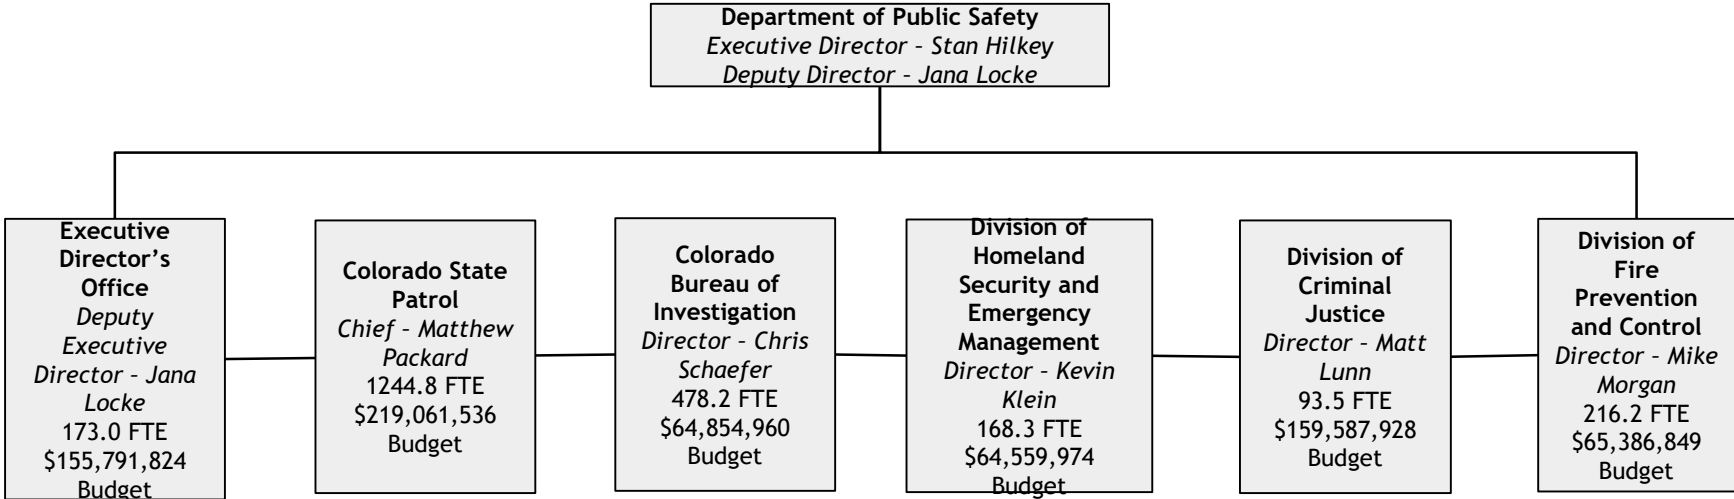 Department of Public Safety
Executive Director – Stan Hilkey
Deputy Director – Jana Locke
Executive
Director’s
Office
Deputy
Executive
Director – Jana
Locke
173.0 FTE
$155,791,824
Budget
Colorado State
Patrol
Chief – Matthew
Packard
1244.8 FTE
$219,061,536
Budget
Colorado
Bureau of
Investigation
Director – Chris
Schaefer
478.2 FTE
$64,854,960
Budget
Division of
Homeland
Security and
Emergency
Management
Director – Kevin
Klein
168.3 FTE
$64,559,974
Budget
Division of
Criminal
Justice
Director – Matt
Lunn
93.5 FTE
$159,587,928
Budget
Division of
Fire
Prevention
and Control
Director – Mike
Morgan
216.2 FTE
$65,386,849
Budget